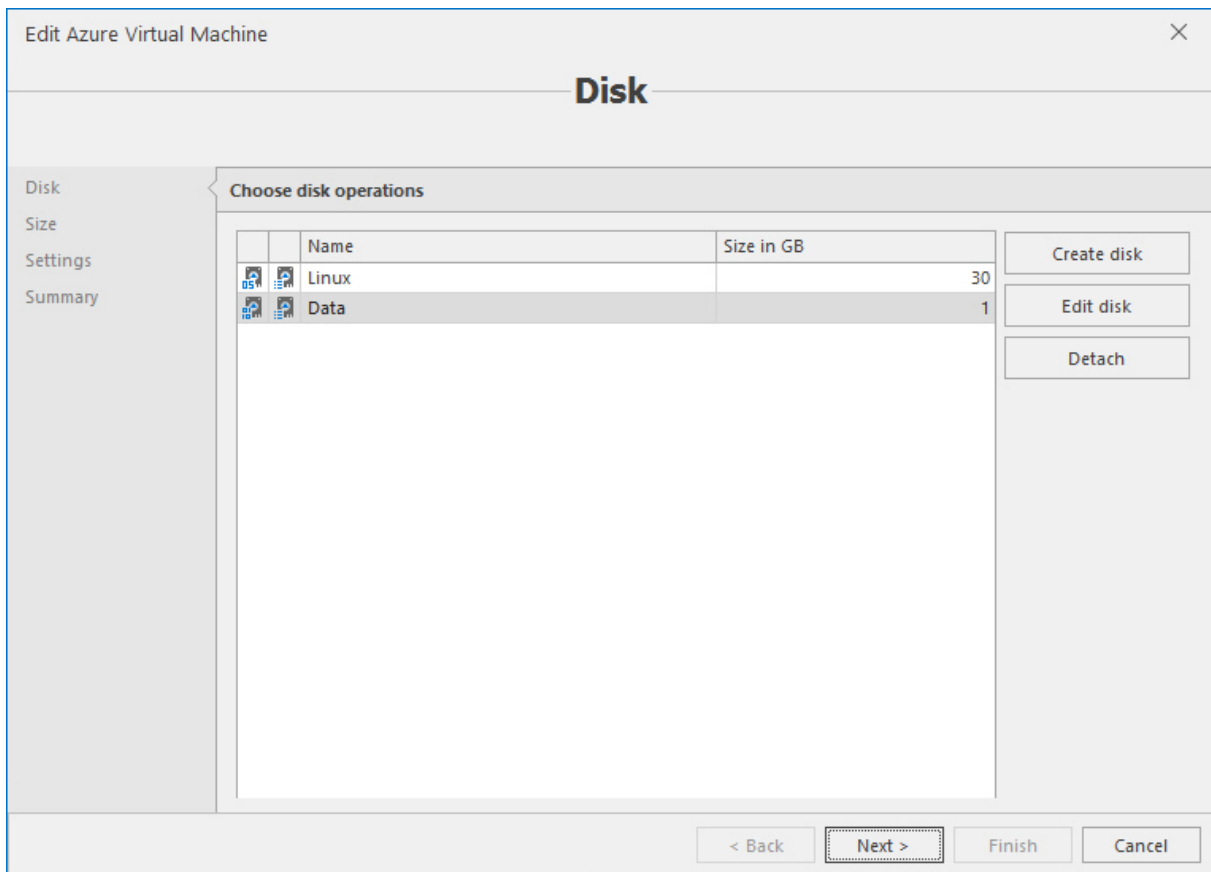 Edit Azure Virtual Machine
Disk
Disk
Size
Settings
Summary
Choose disk operations
Name Size in GB
Linux 30
Data 1
Create disk
Edit disk
Detach
< Back Next > Finish Cancel